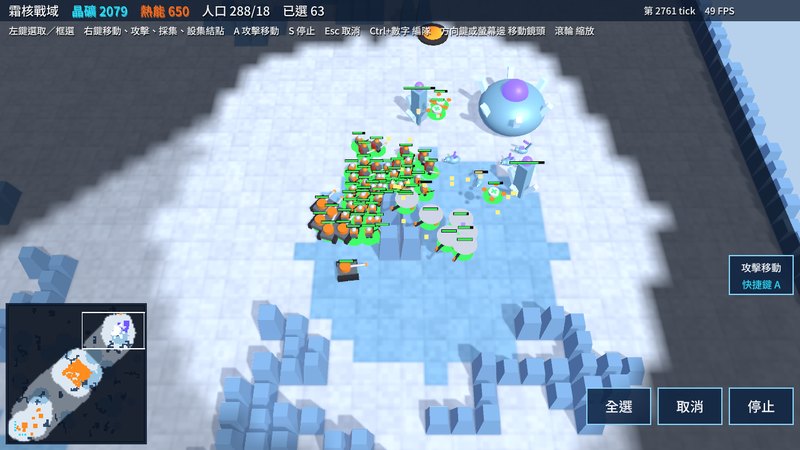 霜核戰域 晶礦 2079 熱能 650 人口 288/18 已選 63 第 2761 tick 49 FPS
左鍵選取／框選 右鍵移動、攻擊、採集、設集結點 A 攻擊移動 S 停止 Esc 取消 Ctrl+數字 編隊 方向鍵或螢幕邊 移動鏡頭 滾輪 縮放
攻擊移動
快捷鍵 A
全選 取消 停止